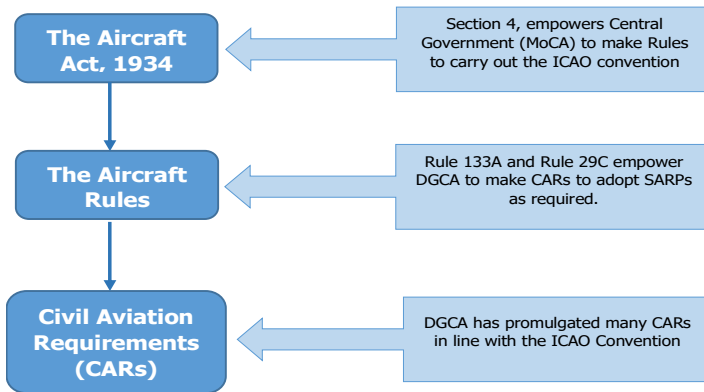 The Aircraft
Act, 1934
Section 4, empowers Central
Government (MoCA) to make Rules
to carry out the ICAO convention
The Aircraft
Rules
Rule 133A and Rule 29C empower
DGCA to make CARs to adopt SARPs
as required.
Civil Aviation
Requirements
(CARs)
DGCA has promulgated many CARs
in line with the ICAO Convention